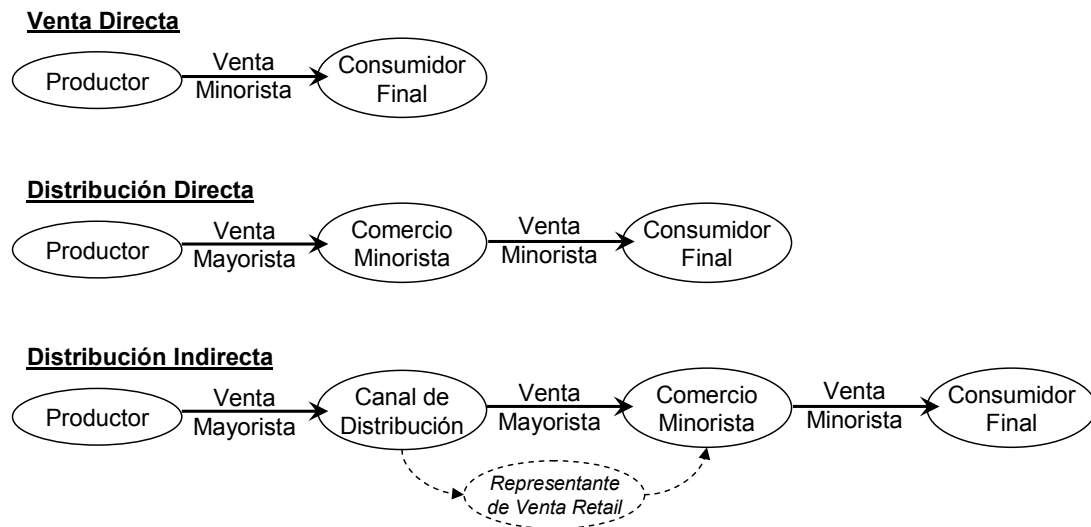 Venta Directa
Productor
Venta
Minorista
Consumidor
Final
Distribución Directa
Productor
Venta
Mayorista
Comercio
Minorista
Venta
Minorista
Consumidor
Final
Distribución Indirecta
Productor
Venta
Mayorista
Canal de
Distribución
Venta
Mayorista
Comercio
Minorista
Venta
Minorista
Consumidor
Final
Representante
de Venta Retail